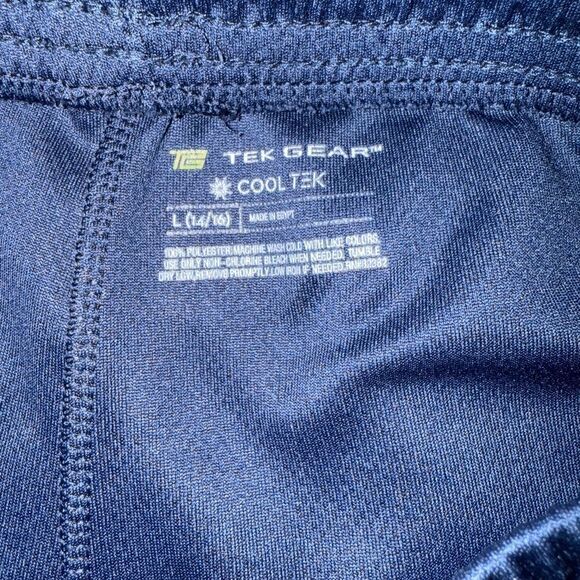 TEK GEAR™
COOL TEK
L (14/16) MADE IN EGYPT
100% POLYESTER.MACHINE WASH COLD WITH LIKE COLORS.
USE ONLY NON-CHLORINE BLEACH WHEN NEEDED. TUMBLE
DRY LOW,REMOVE PROMPTLY.LOW IRON IF NEEDED.